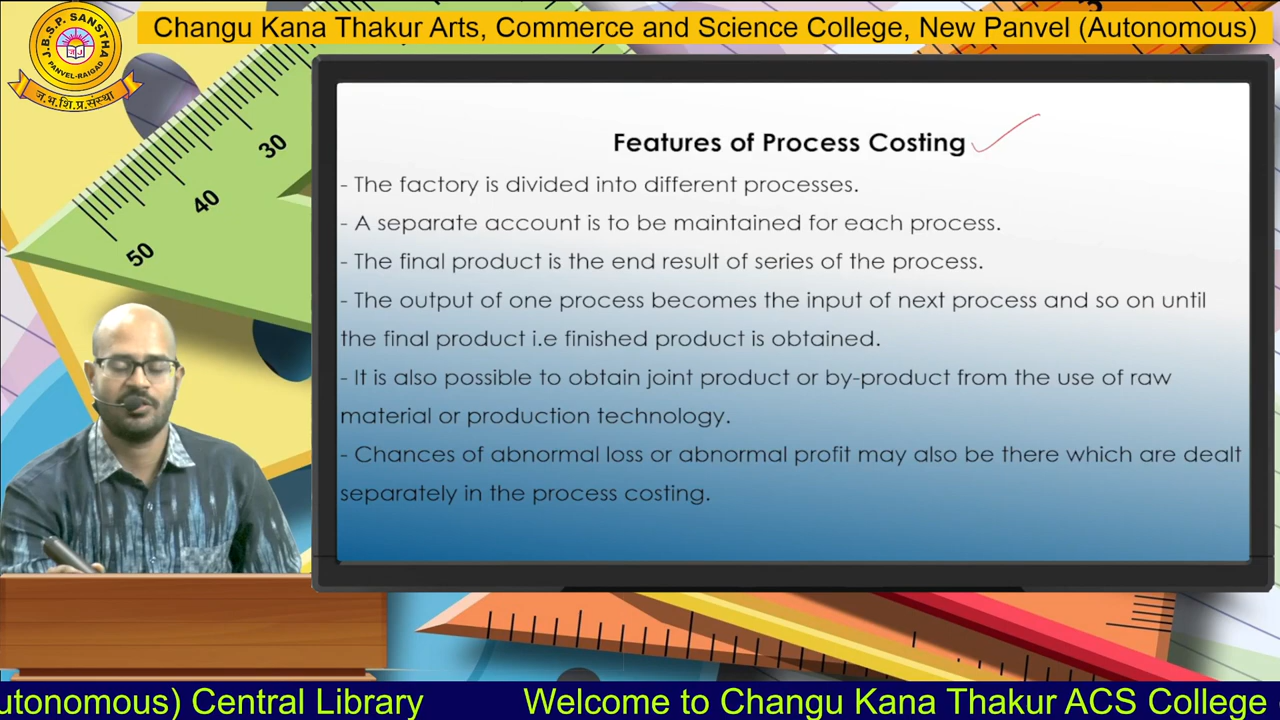 Changu Kana Thakur Arts, Commerce and Science College, New Panvel (Autonomous)
J.B.S.P. SANSTHA
PANVEL-RAIGAD
ज.भ.शि.प्र.संस्था
30
40
50
Features of Process Costing
- The factory is divided into different processes.
- A separate account is to be maintained for each process.
- The final product is the end result of series of the process.
- The output of one process becomes the input of next process and so on until
the final product i.e finished product is obtained.
- It is also possible to obtain joint product or by-product from the use of raw
material or production technology.
- Chances of abnormal loss or abnormal profit may also be there which are dealt
separately in the process costing.
utonomous) Central Library Welcome to Changu Kana Thakur ACS College